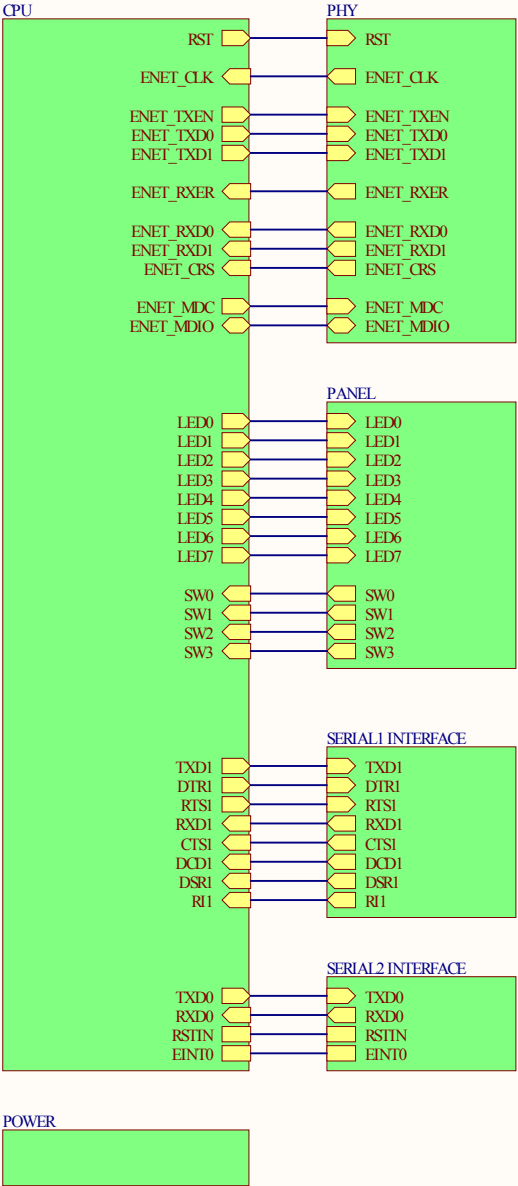 CPU PHY
RST RST
ENET_CLK ENET_CLK
ENET_TXEN ENET_TXEN
ENET_TXD0 ENET_TXD0
ENET_TXD1 ENET_TXD1
ENET_RXER ENET_RXER
ENET_RXD0 ENET_RXD0
ENET_RXD1 ENET_RXD1
ENET_CRS ENET_CRS
ENET_MDC ENET_MDC
ENET_MDIO ENET_MDIO
PANEL
LED0 LED0
LED1 LED1
LED2 LED2
LED3 LED3
LED4 LED4
LED5 LED5
LED6 LED6
LED7 LED7
SW0 SW0
SW1 SW1
SW2 SW2
SW3 SW3
SERIAL1 INTERFACE
TXD1 TXD1
DTR1 DTR1
RTS1 RTS1
RXD1 RXD1
CTS1 CTS1
DCD1 DCD1
DSR1 DSR1
RI1 RI1
SERIAL2 INTERFACE
TXD0 TXD0
RXD0 RXD0
RSTIN RSTIN
EINT0 EINT0
POWER